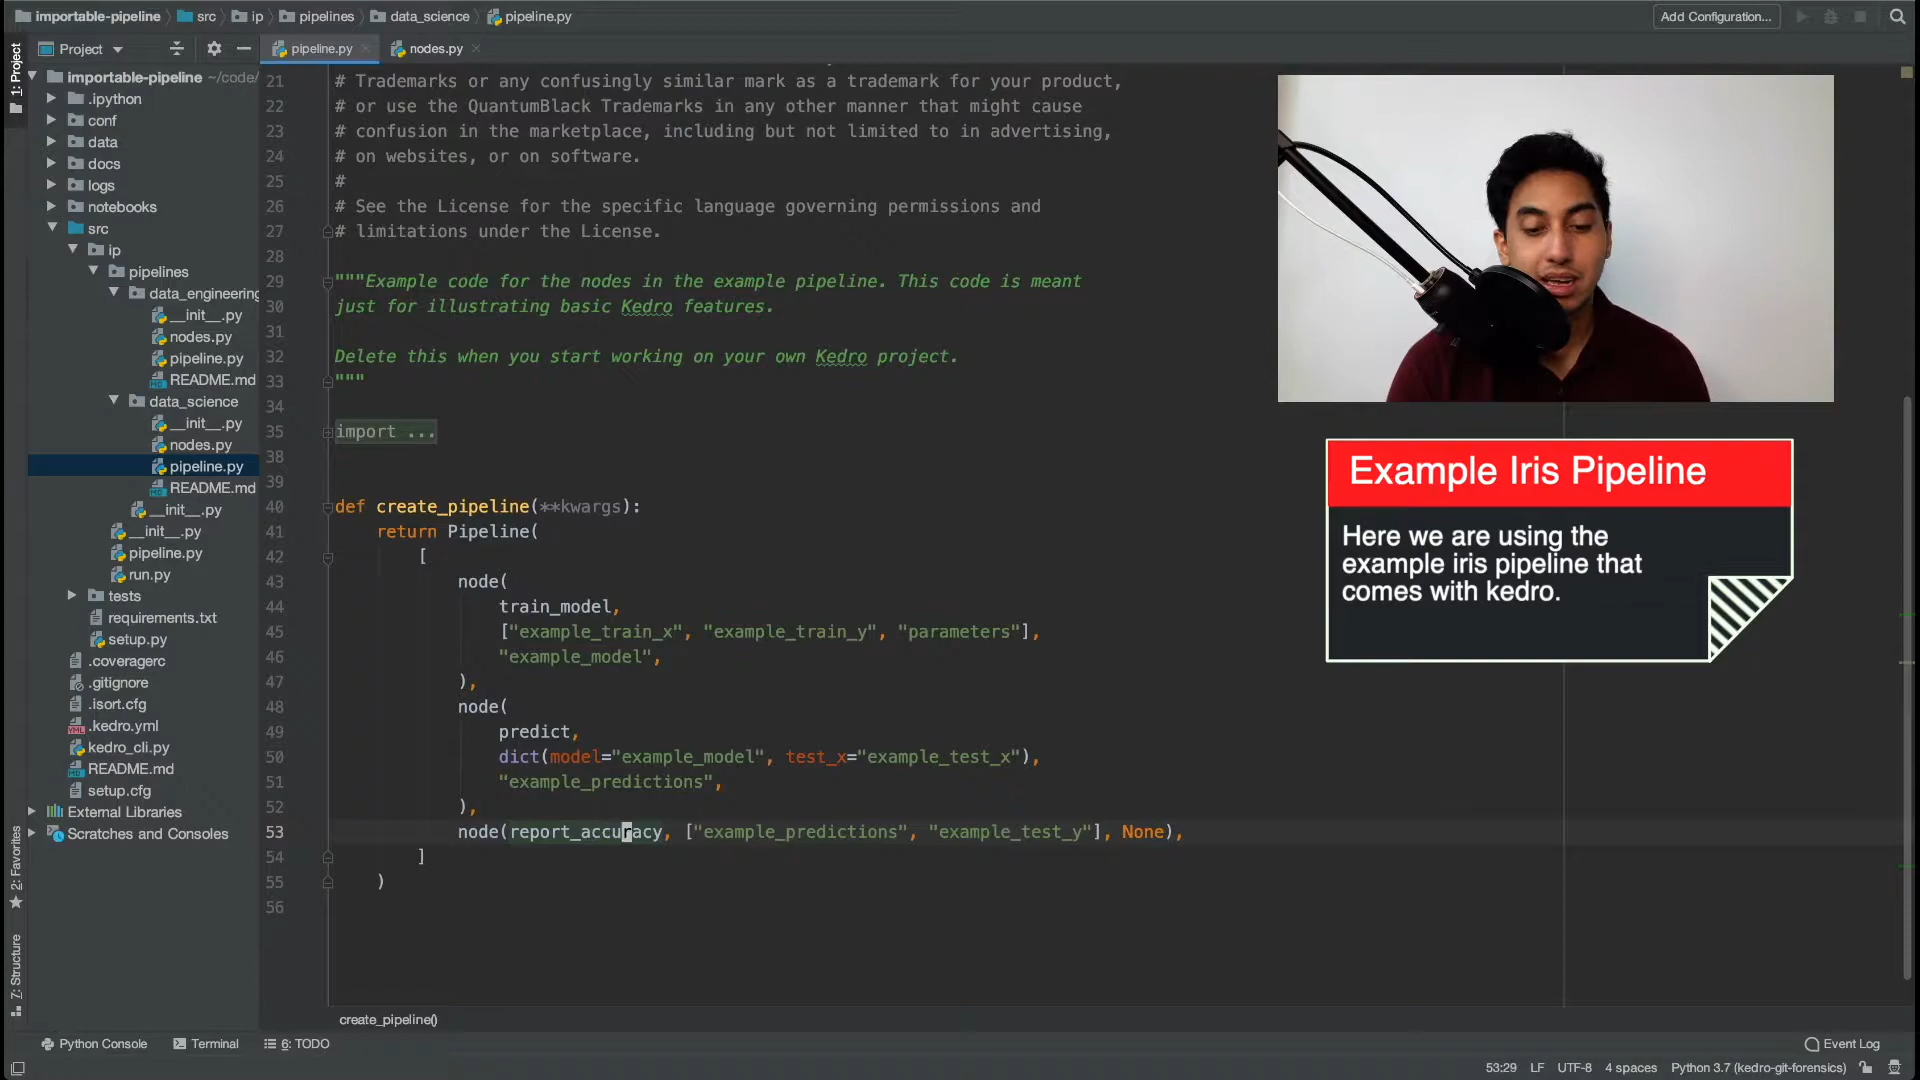 importable-pipeline src ip pipelines data_science pipeline.py Add Configuration...
1: Project
Project
pipeline.py nodes.py
importable-pipeline ~/code/
.ipython
conf
data
docs
logs
notebooks
src
ip
pipelines
data_engineering
__init__.py
nodes.py
pipeline.py
README.md
data_science
__init__.py
nodes.py
pipeline.py
README.md
__init__.py
__init__.py
pipeline.py
run.py
tests
requirements.txt
setup.py
.coveragerc
.gitignore
.isort.cfg
.kedro.yml
kedro_cli.py
README.md
setup.cfg
External Libraries
Scratches and Consoles
2: Favorites
7: Structure
21 # Trademarks or any confusingly similar mark as a trademark for your product,
22 # or use the QuantumBlack Trademarks in any other manner that might cause
23 # confusion in the marketplace, including but not limited to in advertising,
24 # on websites, or on software.
25 #
26 # See the License for the specific language governing permissions and
27 # limitations under the License.
28
29 """Example code for the nodes in the example pipeline. This code is meant
30 just for illustrating basic Kedro features.
31
32 Delete this when you start working on your own Kedro project.
33 """
34
35 import ...
38
39
40 def create_pipeline(**kwargs):
41 return Pipeline(
42 [
43 node(
44 train_model,
45 ["example_train_x", "example_train_y", "parameters"],
46 "example_model",
47 ),
48 node(
49 predict,
50 dict(model="example_model", test_x="example_test_x"),
51 "example_predictions",
52 ),
53 node(report_accuracy, ["example_predictions", "example_test_y"], None),
54 ]
55 )
56
Example Iris Pipeline
Here we are using the
example iris pipeline that
comes with kedro.
create_pipeline()
Python Console Terminal 6: TODO Event Log
53:29 LF UTF-8 4 spaces Python 3.7 (kedro-git-forensics)